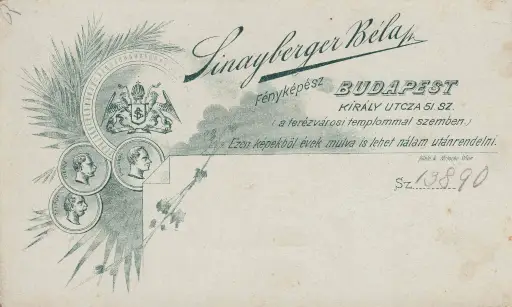 Sinayberger Béla
Fényképész
BUDAPEST
KIRÁLY UTCZA 51. SZ.
(a terézvárosi templommal szemben.)
Ezen képekből évek mulva is lehet nálam utánrendelni.
Sz. 13890